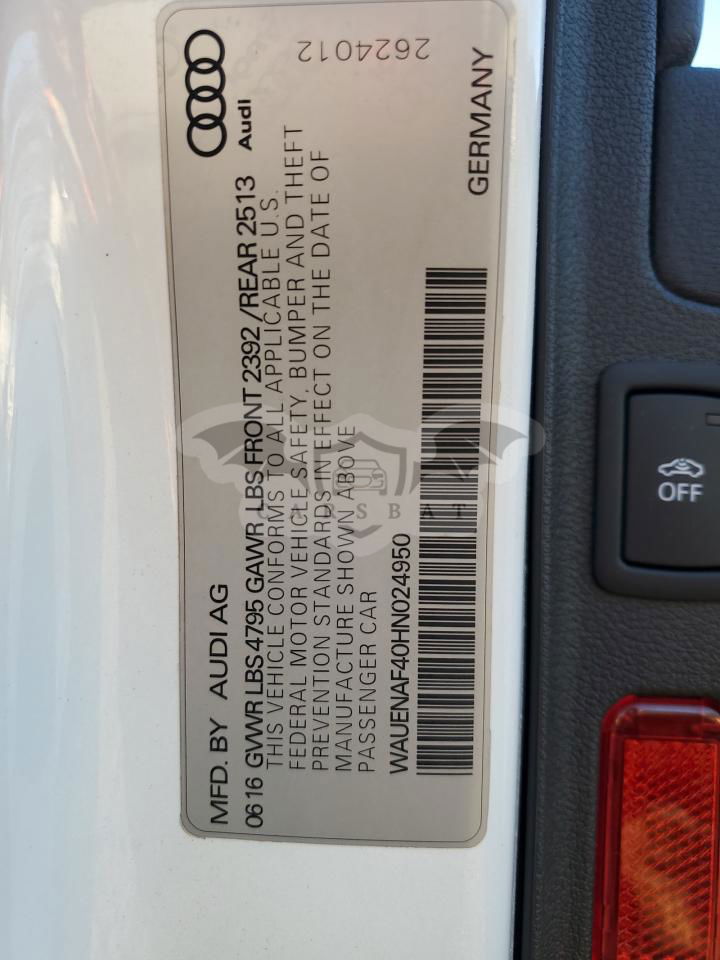 MFD. BY AUDI AG
Audi
0616 GVWR LBS 4795 GAWR LBS FRONT 2392 /REAR 2513
THIS VEHICLE CONFORMS TO ALL APPLICABLE U.S.
FEDERAL MOTOR VEHICLE SAFETY, BUMPER AND THEFT
PREVENTION STANDARDS IN EFFECT ON THE DATE OF
MANUFACTURE SHOWN ABOVE
PASSENGER CAR
2624012
WAUENAF40HN024950
GERMANY
CARSBAT
OFF